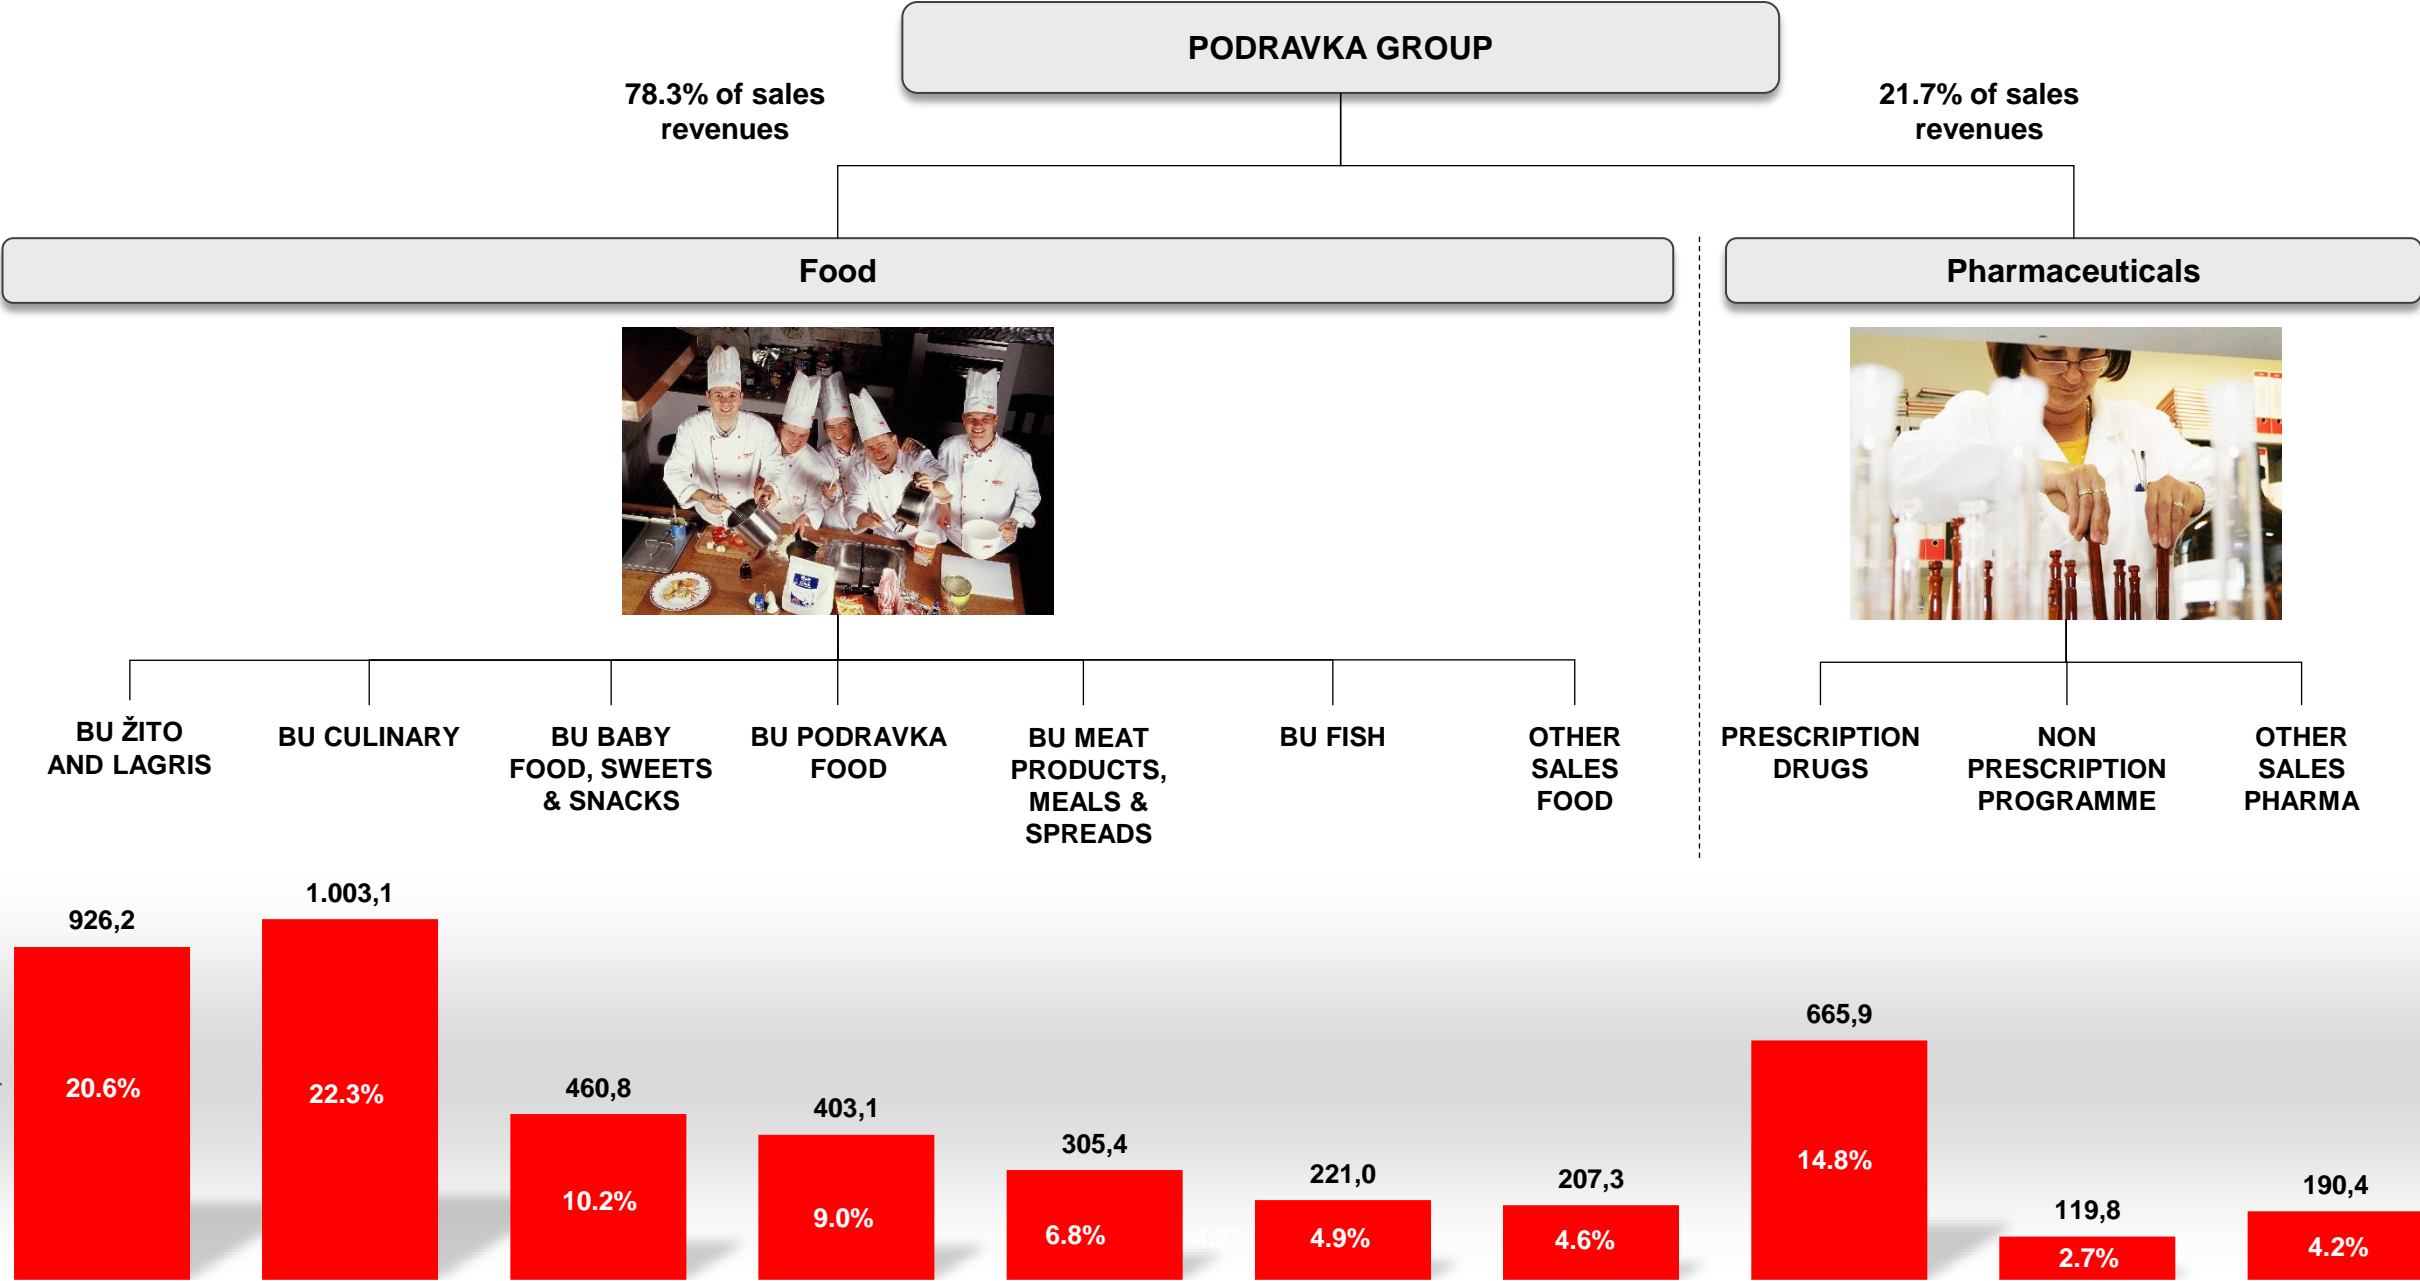 PODRAVKA GROUP
78.3% of sales
revenues
21.7% of sales
revenues
Food
Pharmaceuticals
BU ŽITO
AND LAGRIS
BU CULINARY
BU BABY
FOOD, SWEETS
& SNACKS
BU PODRAVKA
FOOD
BU MEAT
PRODUCTS,
MEALS &
SPREADS
BU FISH
OTHER
SALES
FOOD
PRESCRIPTION
DRUGS
NON
PRESCRIPTION
PROGRAMME
OTHER
SALES
PHARMA
926,2
20.6%
1.003,1
22.3%
460,8
10.2%
403,1
9.0%
305,4
6.8%
4.2%
221,0
4.9%
207,3
4.6%
665,9
14.8%
119,8
2.7%
190,4
4.2%